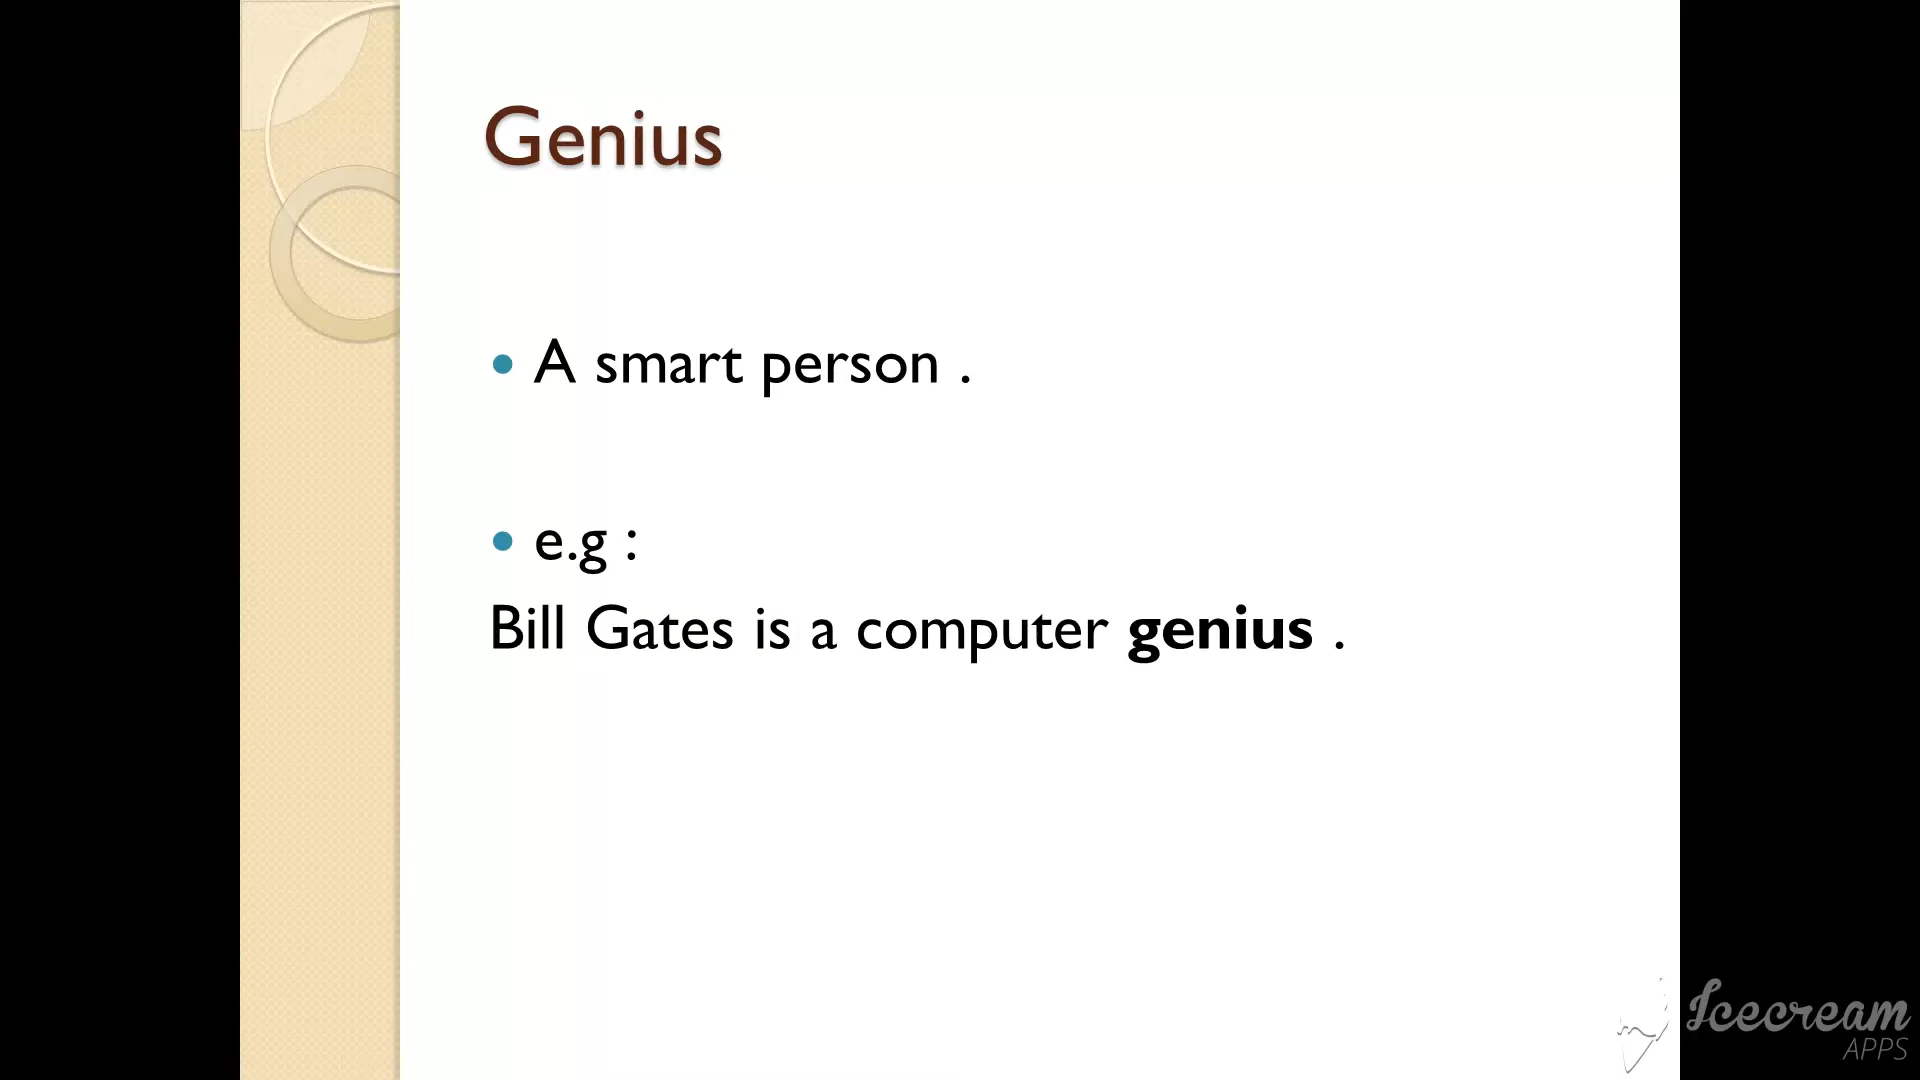 Genius
• A smart person .
• e.g :
Bill Gates is a computer genius .
Icecream
APPS